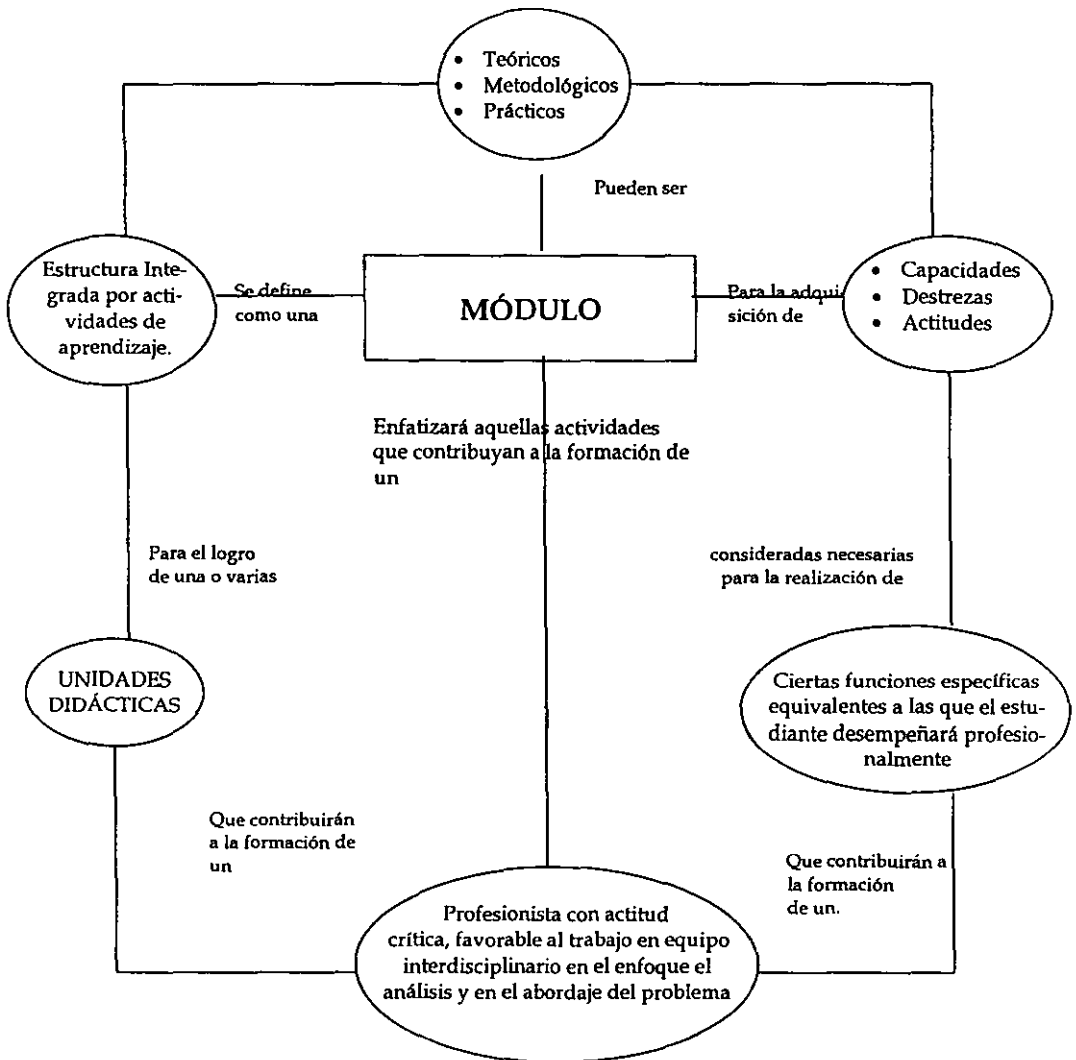 • Teóricos
• Metodológicos
• Prácticos
Pueden ser
Estructura Inte-
grada por acti-
vidades de
aprendizaje.
Se define
como una
MÓDULO
Para la adqui
sición de
• Capacidades
• Destrezas
• Actitudes
Enfatizará aquellas actividades
que contribuyan a la formación de
un
Para el logro
de una o varias
consideradas necesarias
para la realización de
UNIDADES
DIDÁCTICAS
Ciertas funciones específicas
equivalentes a las que el estu-
diante desempeñará profesio-
nalmente
Que contribuirán
a la formación de
un
Que contribuirán a
la formación
de un.
Profesionista con actitud
crítica, favorable al trabajo en equipo
interdisciplinario en el enfoque el
análisis y en el abordaje del problema